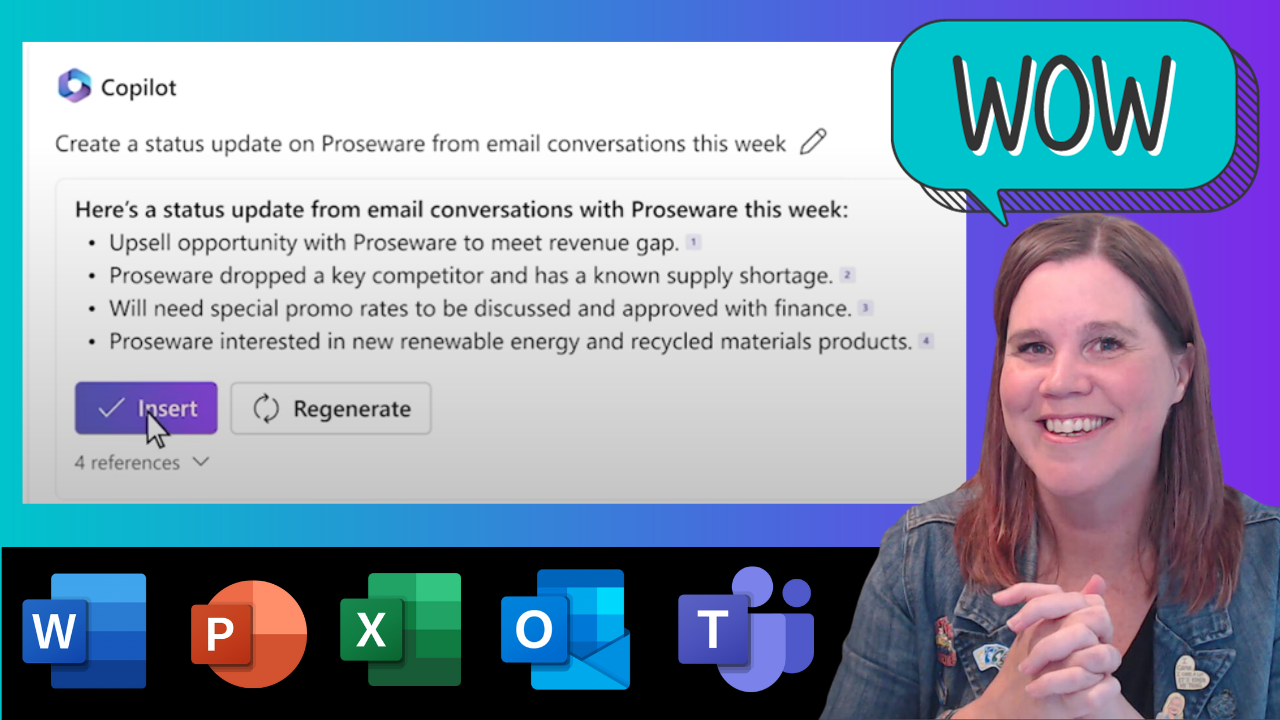 Copilot
WOW
Create a status update on Proseware from email conversations this week
Here's a status update from email conversations with Proseware this week:
• Upsell opportunity with Proseware to meet revenue gap. 1
• Proseware dropped a key competitor and has a known supply shortage. 2
• Will need special promo rates to be discussed and approved with finance. 3
• Proseware interested in new renewable energy and recycled materials products. 4
Insert
Regenerate
4 references
W
P
X
O
T